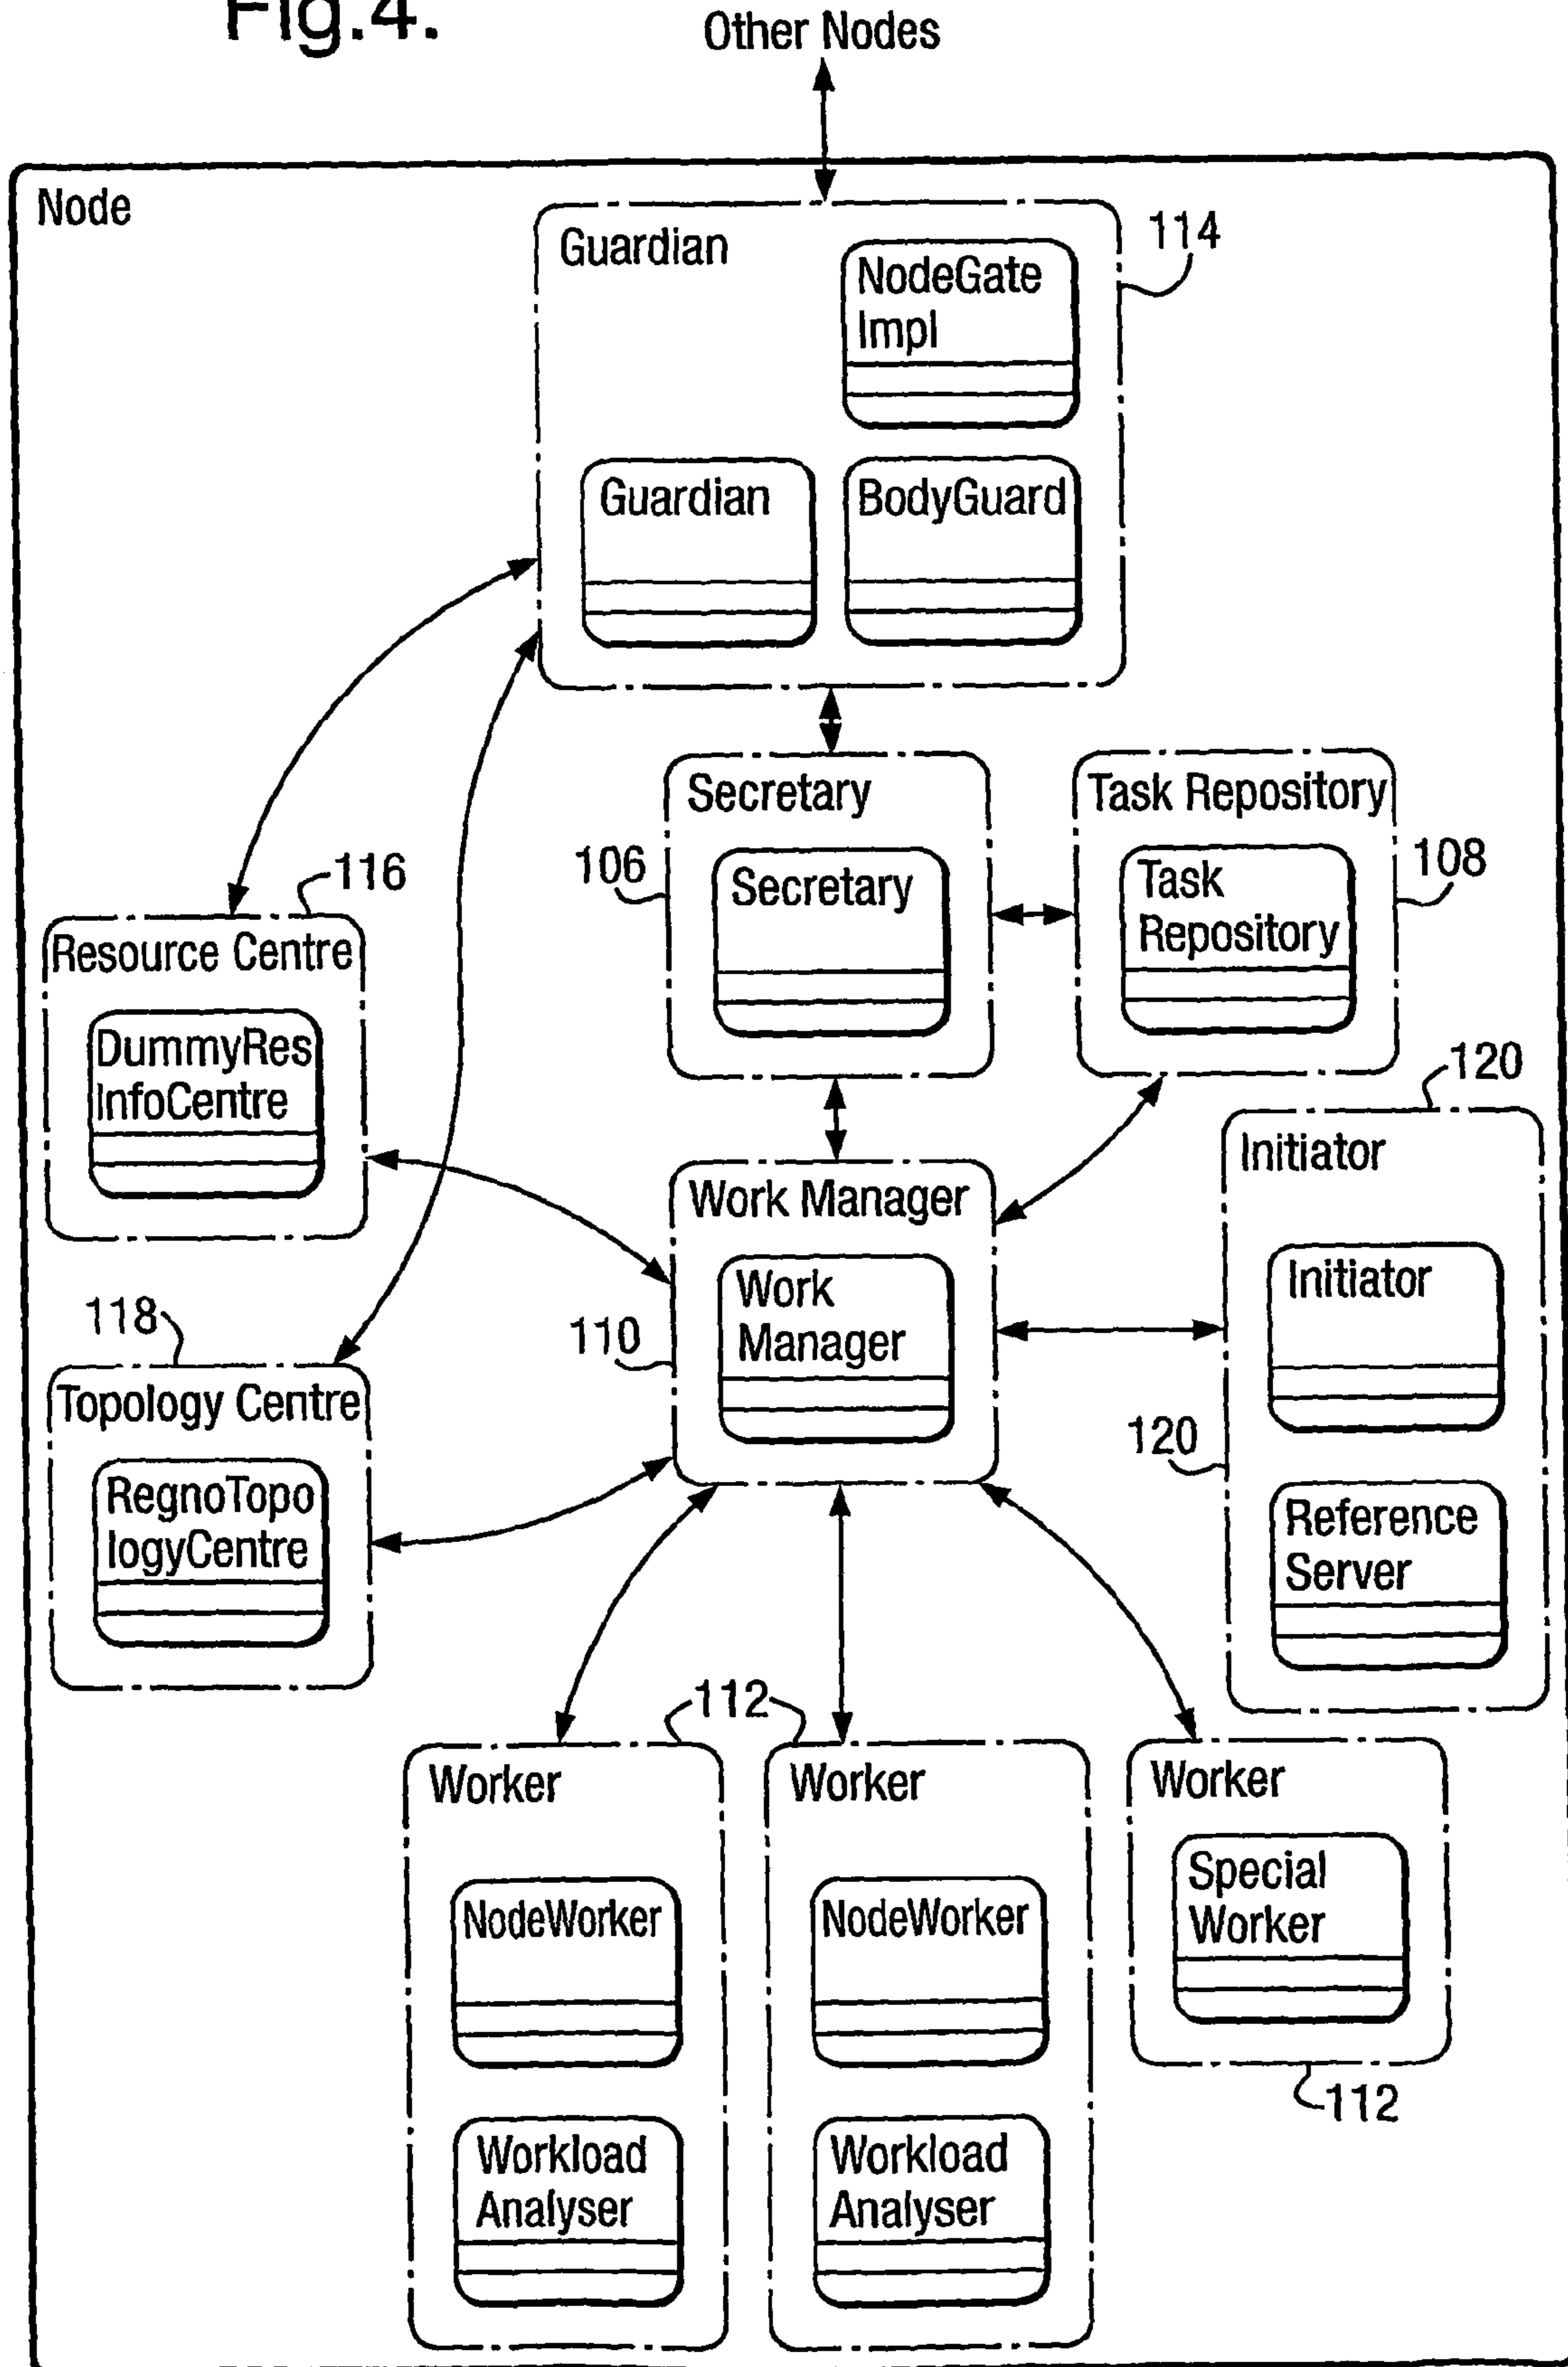 Fig.4.
Other Nodes
Node
Guardian
114
NodeGate
Impl
Guardian
BodyGuard
Secretary
Task Repository
106
Secretary
Task
Repository
108
116
Resource Centre
DummyRes
InfoCentre
120
Initiator
Work Manager
Work
Manager
Initiator
118
110
Topology Centre
120
RegnoTopo
logyCentre
Reference
Server
112
Worker
Worker
Worker
Special
Worker
NodeWorker
NodeWorker
112
Workload
Analyser
Workload
Analyser